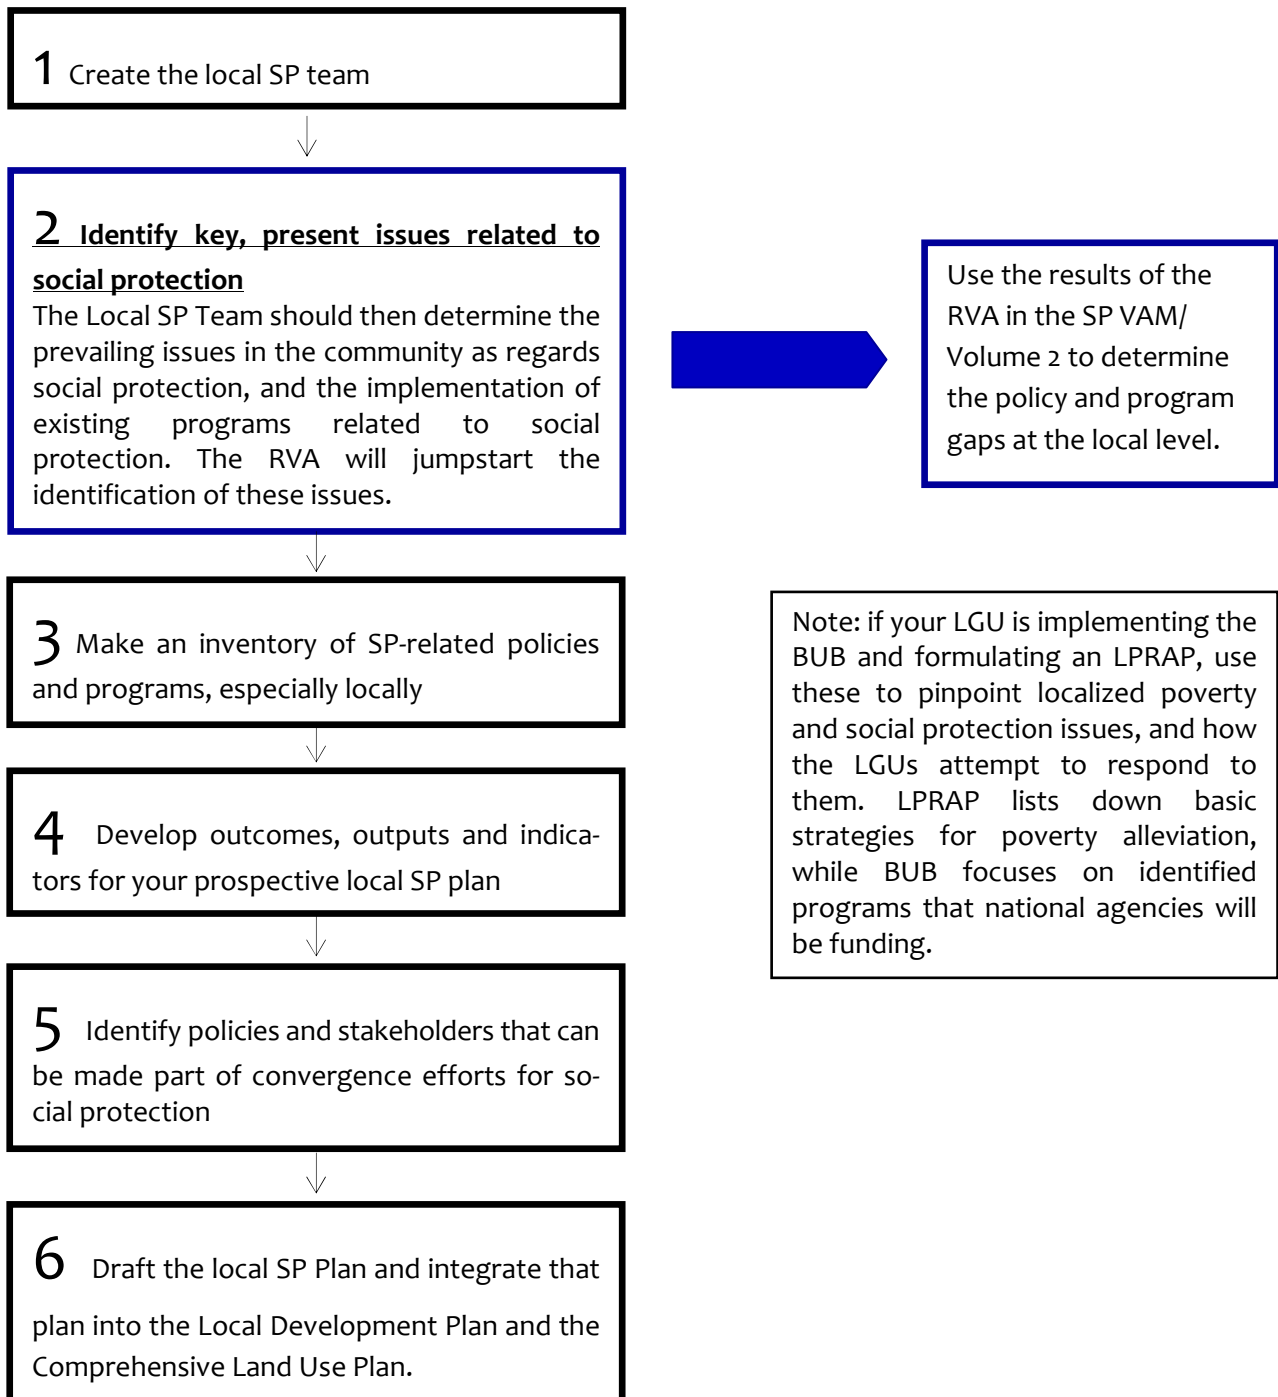 1 Create the local SP team
2 Identify key, present issues related to
social protection
The Local SP Team should then determine the
prevailing issues in the community as regards
social protection, and the implementation of
existing programs related to social
protection. The RVA will jumpstart the
identification of these issues.
Use the results of the
RVA in the SP VAM/
Volume 2 to determine
the policy and program
gaps at the local level.
3 Make an inventory of SP-related policies
and programs, especially locally
Note: if your LGU is implementing the
BUB and formulating an LPRAP, use
these to pinpoint localized poverty
and social protection issues, and how
the LGUs attempt to respond to
them. LPRAP lists down basic
strategies for poverty alleviation,
while BUB focuses on identified
programs that national agencies will
be funding.
4 Develop outcomes, outputs and indica-
tors for your prospective local SP plan
5 Identify policies and stakeholders that can
be made part of convergence efforts for so-
cial protection
6 Draft the local SP Plan and integrate that
plan into the Local Development Plan and the
Comprehensive Land Use Plan.